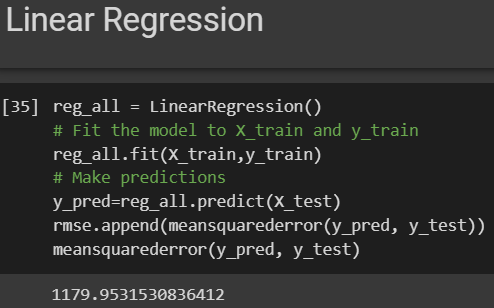 Linear Regression
[35] reg_all = LinearRegression()
# Fit the model to X_train and y_train
reg_all.fit(X_train,y_train)
# Make predictions
y_pred=reg_all.predict(X_test)
rmse.append(meansquarederror(y_pred, y_test))
meansquarederror(y_pred, y_test)
1179.9531530836412